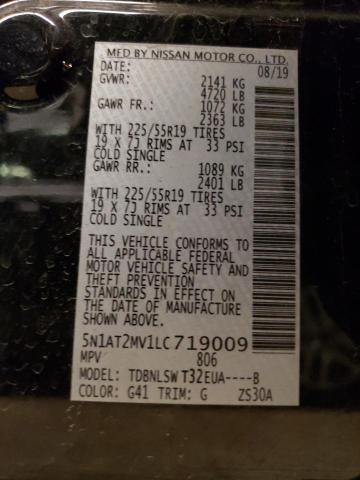 MFD BY NISSAN MOTOR CO., LTD.
DATE: 08/19
GVWR: 2141 KG
4720 LB
GAWR FR.: 1072 KG
2363 LB
WITH 225/55R19 TIRES
19 X 7J RIMS AT 33 PSI
COLD SINGLE
GAWR RR.: 1089 KG
2401 LB
WITH 225/55R19 TIRES
19 X 7J RIMS AT 33 PSI
COLD SINGLE
THIS VEHICLE CONFORMS TO
ALL APPLICABLE FEDERAL
MOTOR VEHICLE SAFETY AND
THEFT PREVENTION
STANDARDS IN EFFECT ON
THE DATE OF MANUFACTURE
SHOWN ABOVE.
5N1AT2MV1LC719009
MPV 806
MODEL: TDBNLSW T32EUA----B
COLOR: G41 TRIM: G ZS30A